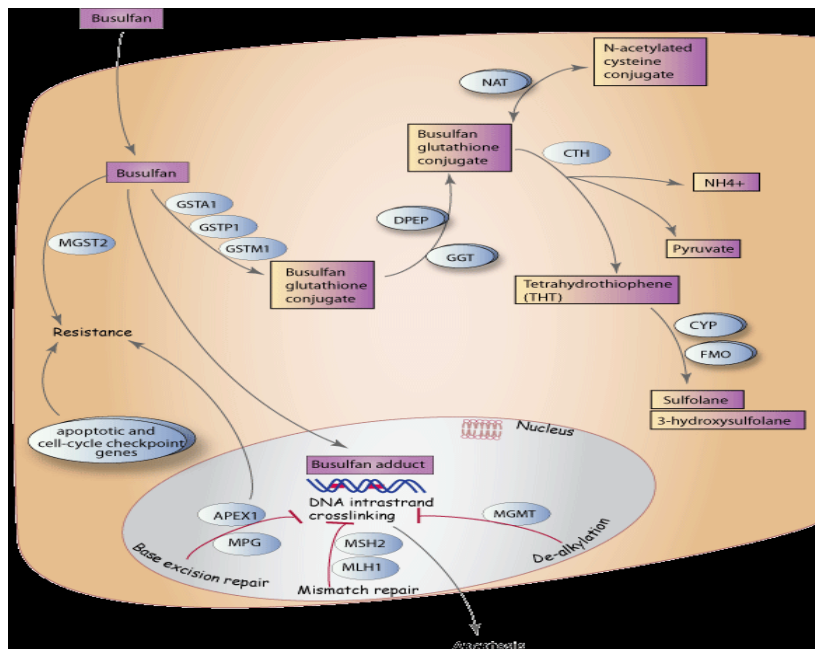 Busulfan
N-acetylated
cysteine
conjugate
NAT
Busulfan
glutathione
conjugate
CTH
Busulfan
NH4+
GSTA1
DPEP
GSTP1
MGST2
GSTM1
Pyruvate
GGT
Busulfan
glutathione
conjugate
Tetrahydrothiophene
(THT)
CYP
Resistance
FMO
Sulfolane
3-hydroxysulfolane
apoptotic and
cell-cycle checkpoint
genes
Nucleus
Busulfan adduct
DNA intrastrand
crosslinking
APEX1
MGMT
MPG
MSH2
De-alkylation
Base excision repair
MLH1
Mismatch repair
Apoptosis